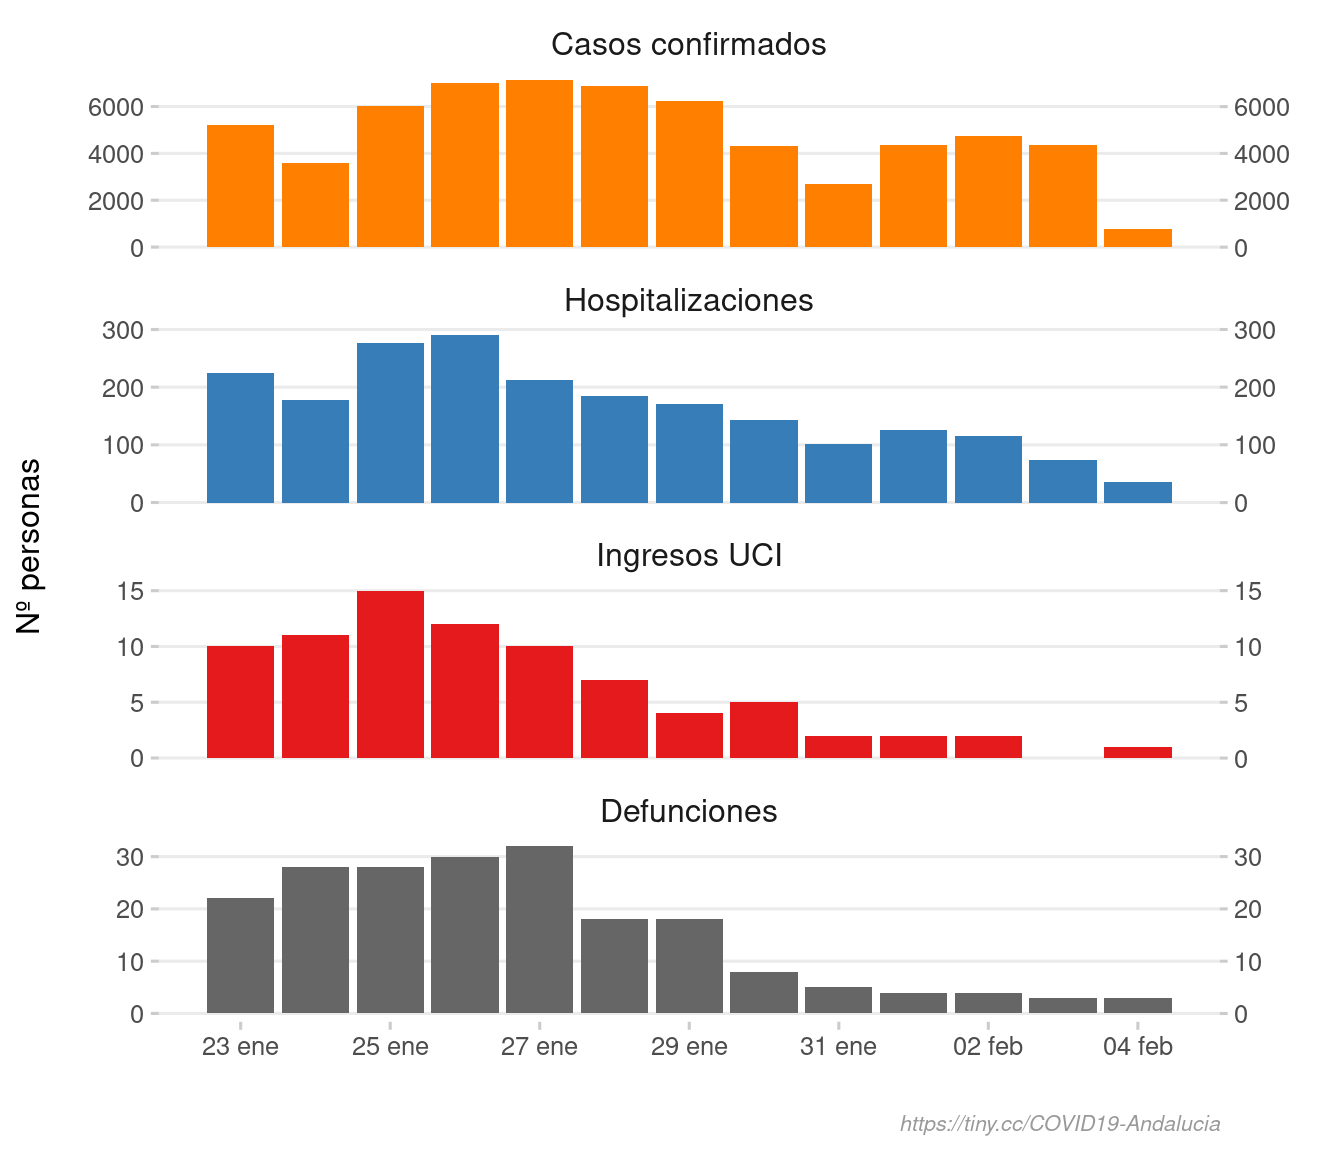 Casos confirmados
6000 6000
4000 4000
2000 2000
0 0
Hospitalizaciones
300 300
200 200
100 100
0 0
Nº personas
Ingresos UCI
15 15
10 10
5 5
0 0
Defunciones
30 30
20 20
10 10
0 0
23 ene 25 ene 27 ene 29 ene 31 ene 02 feb 04 feb
https://tiny.cc/COVID19-Andalucia